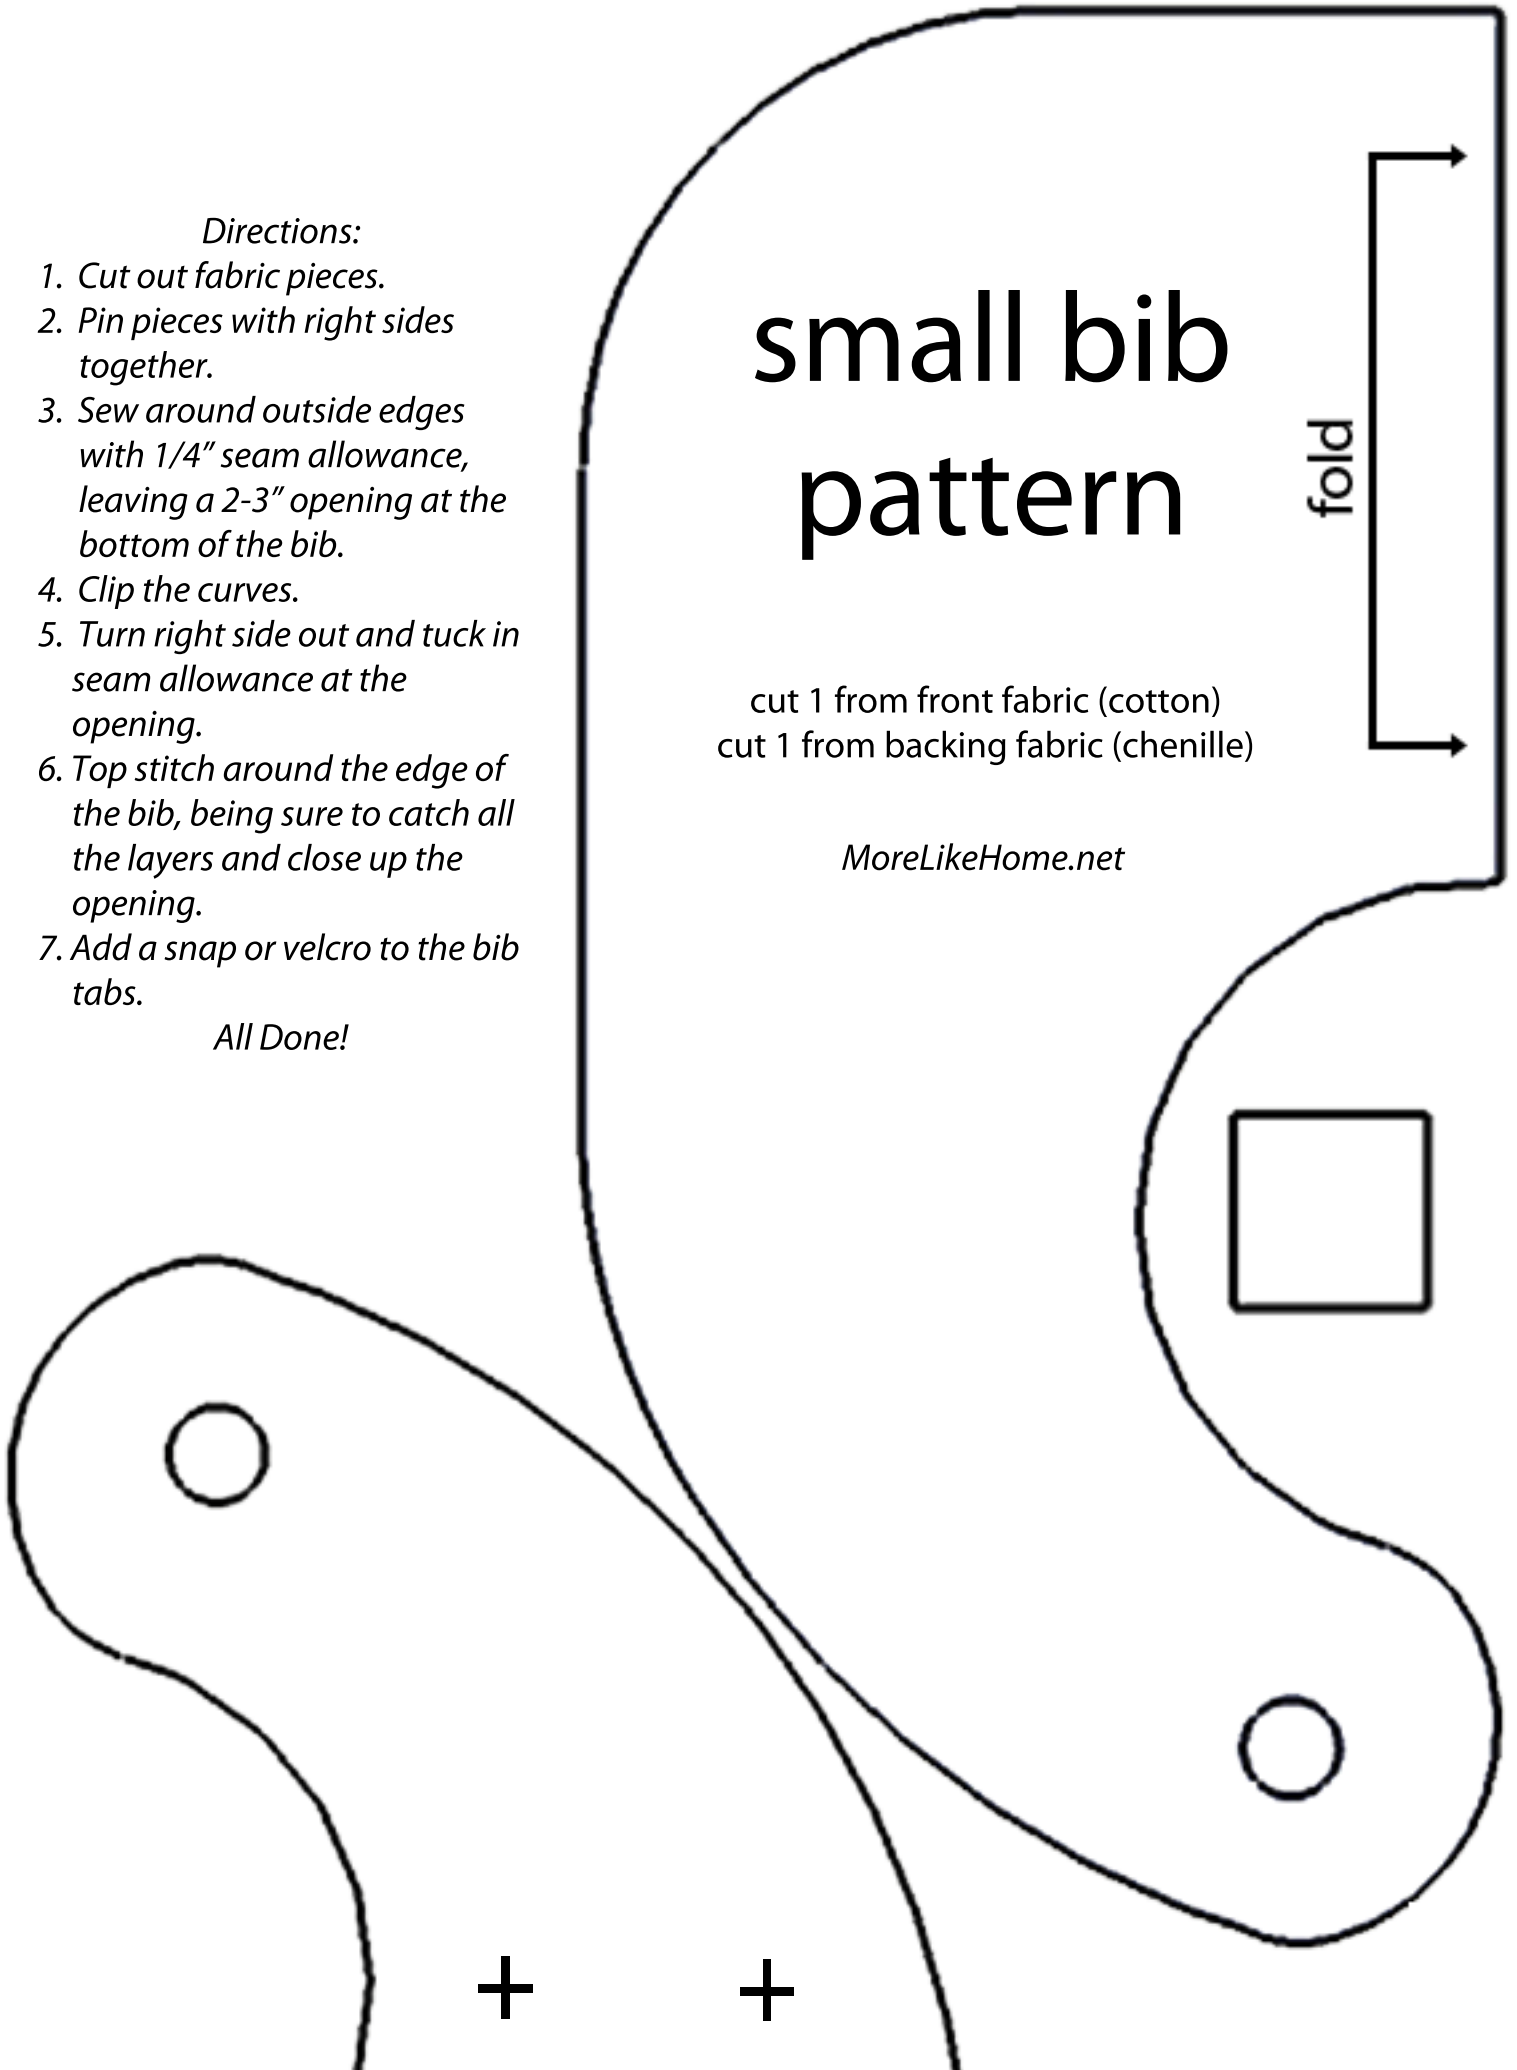 Directions:
1. Cut out fabric pieces.
2. Pin pieces with right sides
together.
3. Sew around outside edges
with 1/4" seam allowance,
leaving a 2-3" opening at the
bottom of the bib.
4. Clip the curves.
5. Turn right side out and tuck in
seam allowance at the
opening.
6. Top stitch around the edge of
the bib, being sure to catch all
the layers and close up the
opening.
7. Add a snap or velcro to the bib
tabs.
All Done!
small bib
pattern
fold
cut 1 from front fabric (cotton)
cut 1 from backing fabric (chenille)
MoreLikeHome.net